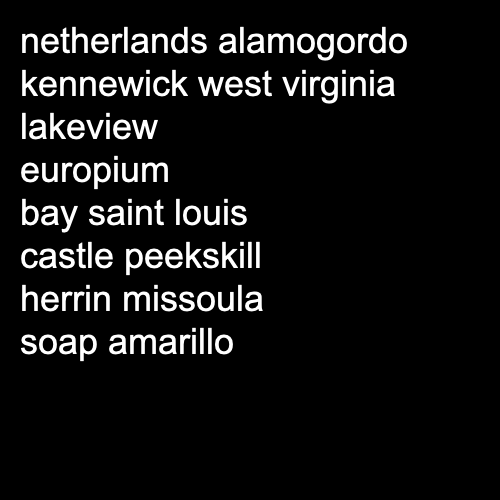 netherlands alamogordo
kennewick west virginia
lakeview
europium
bay saint louis
castle peekskill
herrin missoula
soap amarillo